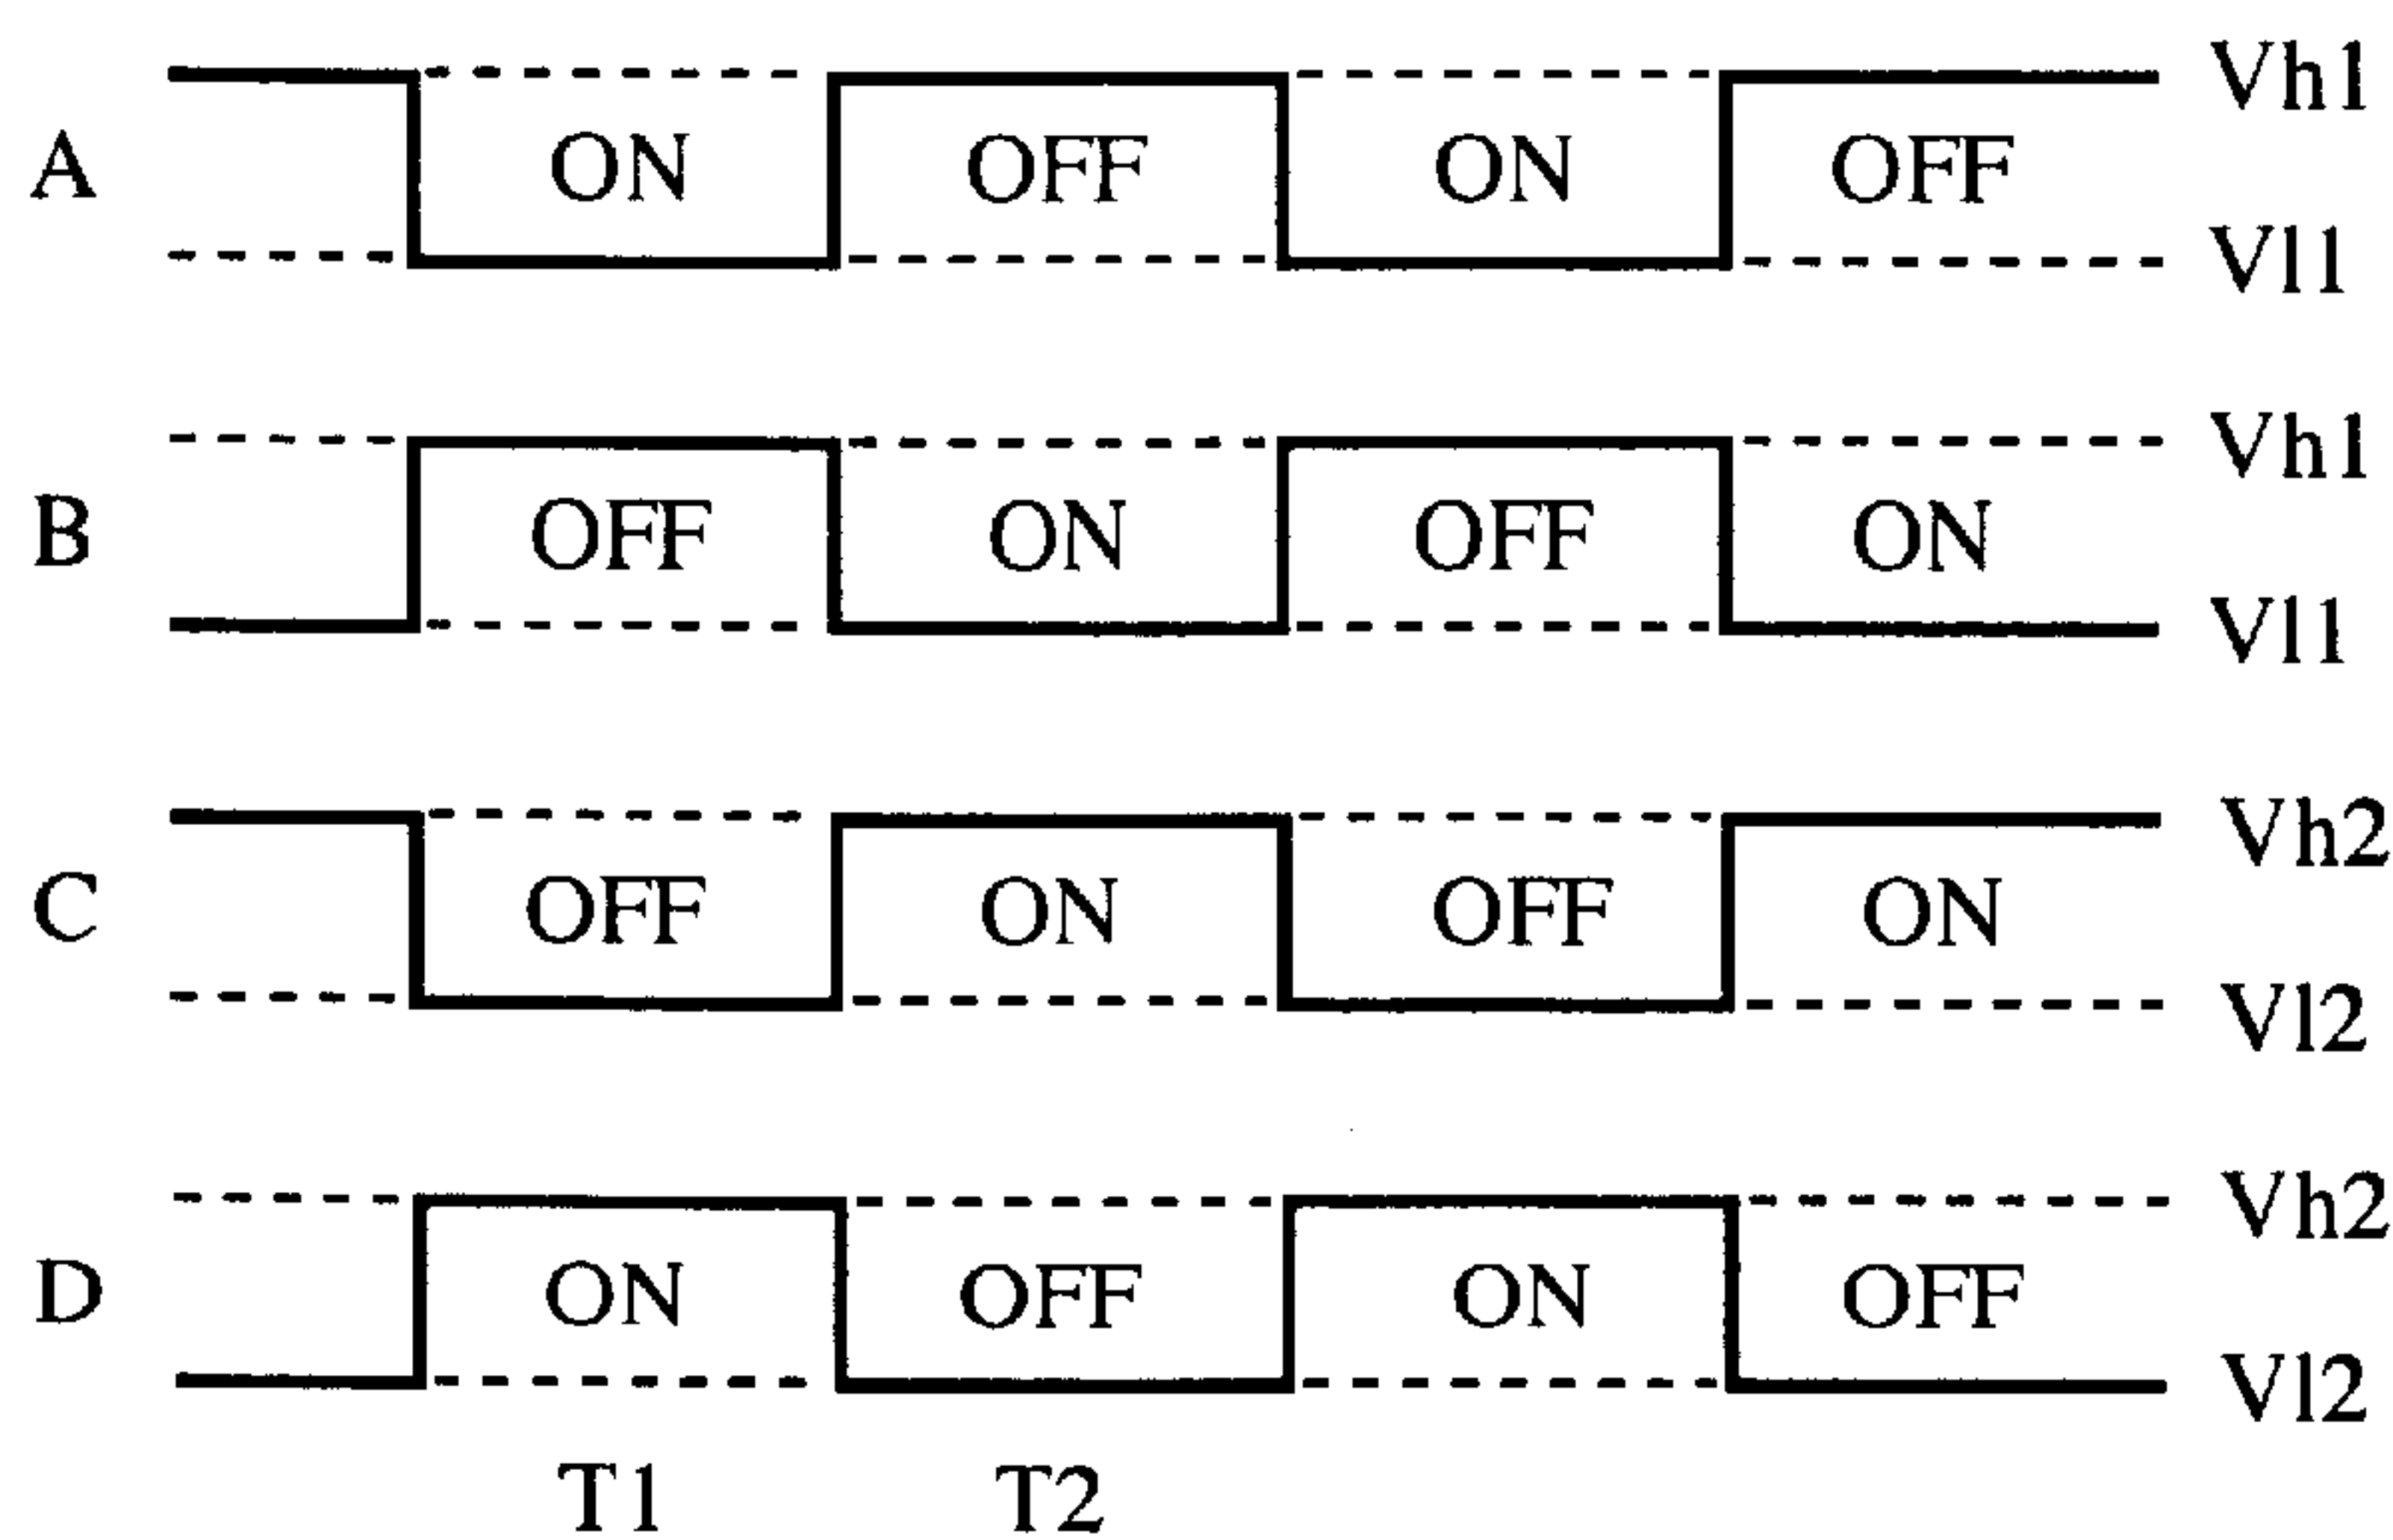 Vh1
A ON OFF ON OFF
Vl1
Vh1
B OFF ON OFF ON
Vl1
Vh2
C OFF ON OFF ON
Vl2
Vh2
D ON OFF ON OFF
Vl2
T1 T2